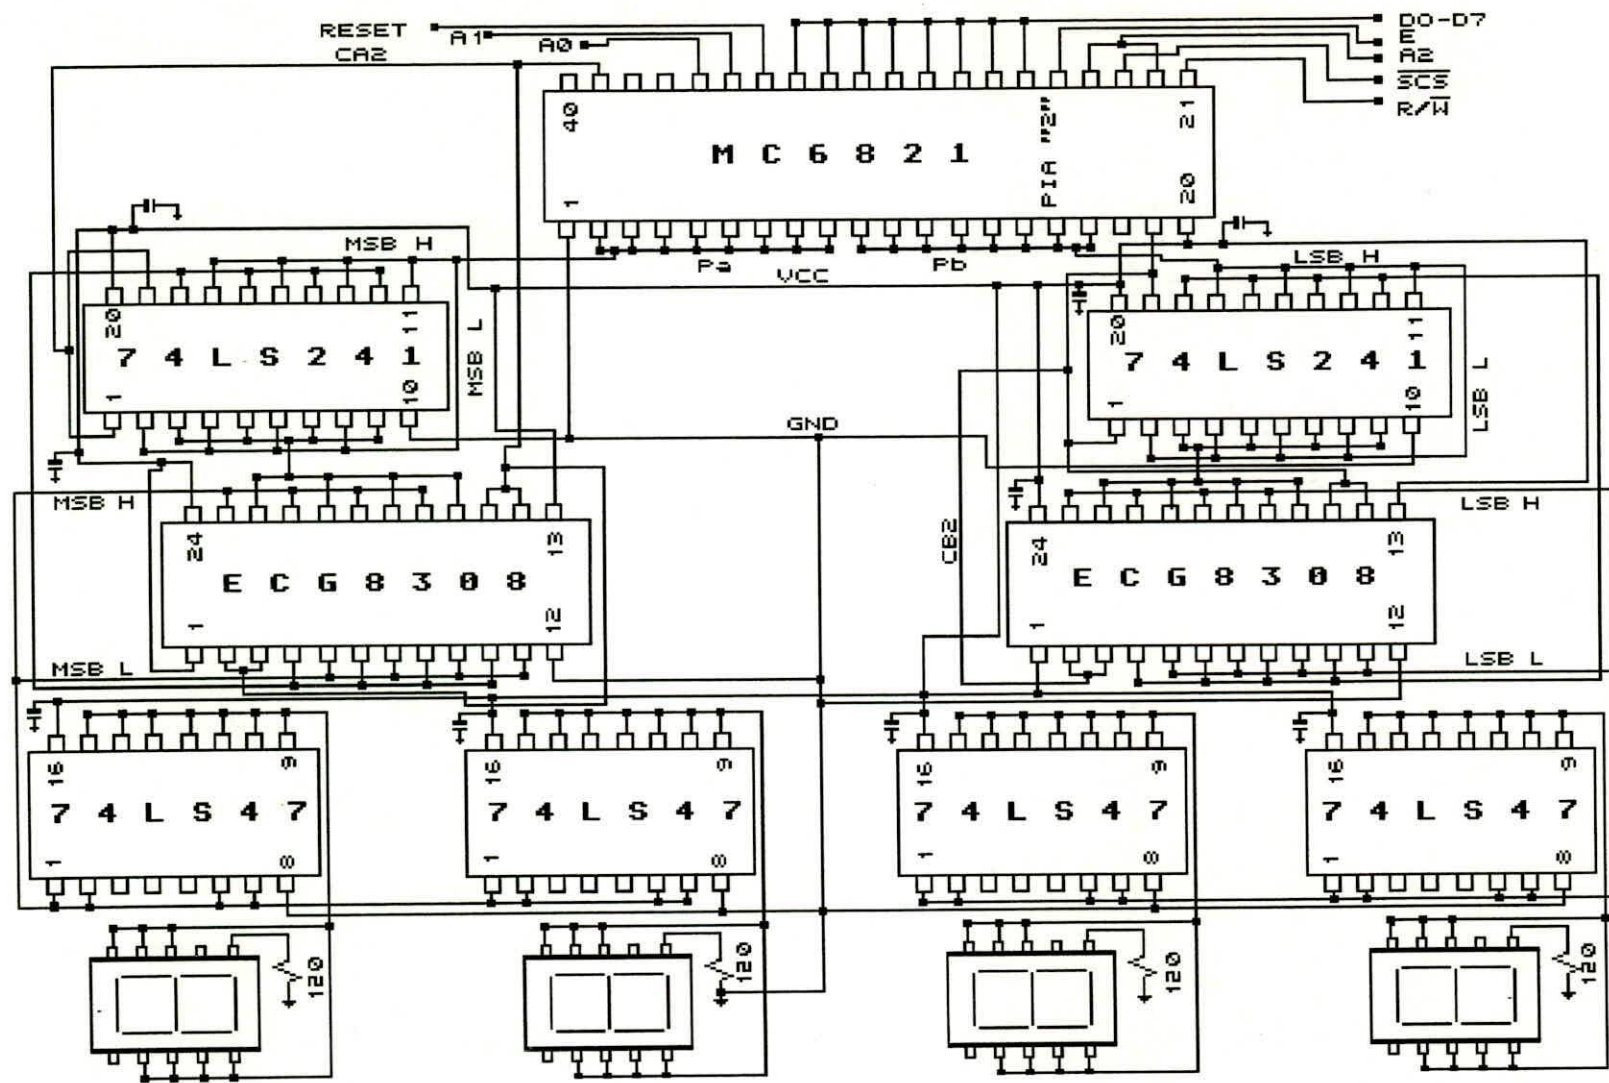 RESET
A1
A0
D0-D7
E
CA2
A2
SCS
R/W
40
PIA "2"
21
MC6821
1
20
MSB H
LSB H
Pa
Pb
VCC
20
11
MSB L
20
11
74LS241
74LS241
LSB L
1
10
1
10
GND
MSB H
LSB H
24
13
CB2
24
13
ECG8308
ECG8308
1
12
1
12
MSB L
LSB L
16
9
16
9
16
9
16
9
74LS47
74LS47
74LS47
74LS47
1
8
1
8
1
8
1
8
120
120
120
120